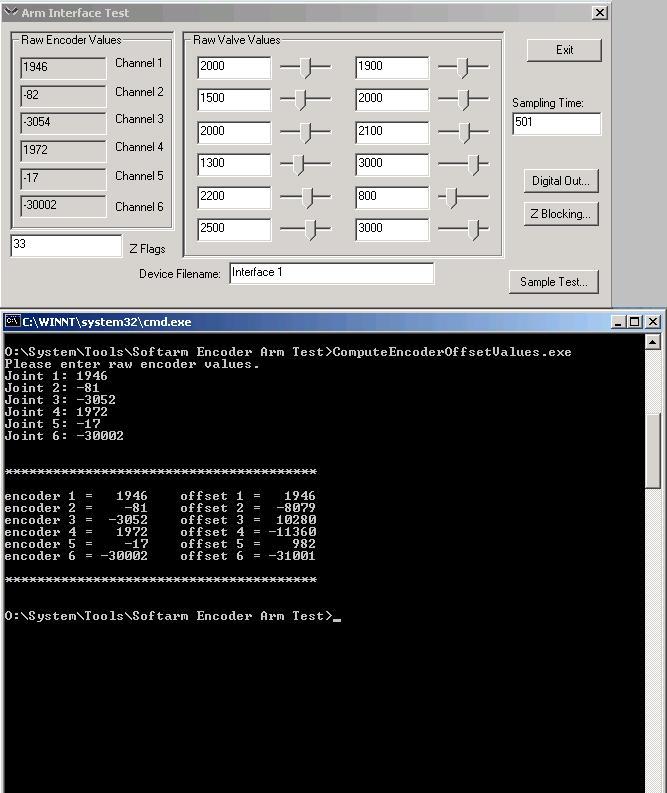 Arm Interface Test
Raw Encoder Values
1946 Channel 1
-82 Channel 2
-3054 Channel 3
1972 Channel 4
-17 Channel 5
-30002 Channel 6
33 Z Flags
Raw Valve Values
2000 1900
1500 2000
2000 2100
1300 3000
2200 800
2500 3000
Device Filename: Interface 1
Exit
Sampling Time:
501
Digital Out...
Z Blocking...
Sample Test...
C:\WINNT\system32\cmd.exe
O:\System\Tools\Softarm Encoder Arm Test>ComputeEncoderOffsetValues.exe
Please enter raw encoder values.
Joint 1: 1946
Joint 2: -81
Joint 3: -3052
Joint 4: 1972
Joint 5: -17
Joint 6: -30002
****************************************
encoder 1 = 1946 offset 1 = 1946
encoder 2 = -81 offset 2 = -8079
encoder 3 = -3052 offset 3 = 10280
encoder 4 = 1972 offset 4 = -11360
encoder 5 = -17 offset 5 = 982
encoder 6 = -30002 offset 6 = -31001
****************************************
O:\System\Tools\Softarm Encoder Arm Test>_